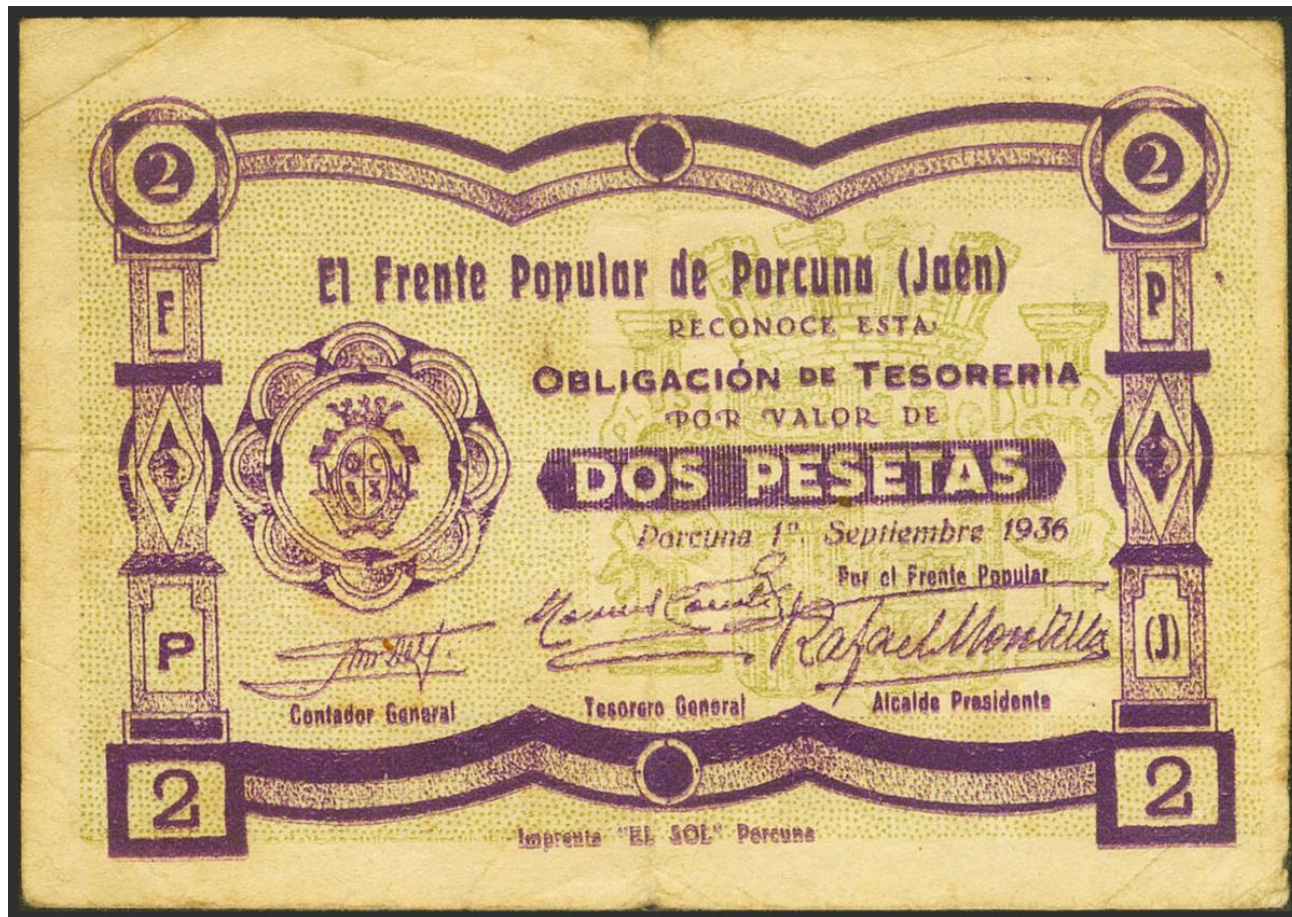 2 2
El Frente Popular de Porcuna (Jaén)
F P
RECONOCE ESTA
OBLIGACIÓN DE TESORERIA
POR VALOR DE
DOS PESETAS
Porcuna 1º. Septiembre 1936
Por el Frente Popular
P (J)
Manuel
Rafael Montilla
Contador General Tesorero General Alcalde Presidente
2 2
Imprenta "EL SOL" Porcuna